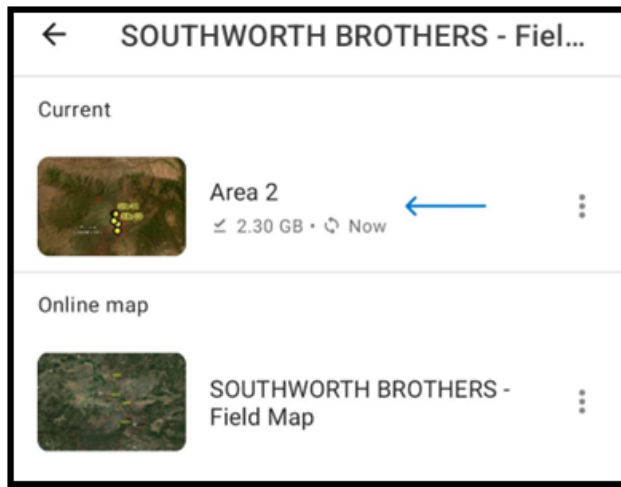 SOUTHWORTH BROTHERS - Fiel...
Current
Area 2
2.30 GB • Now
Online map
SOUTHWORTH BROTHERS -
Field Map